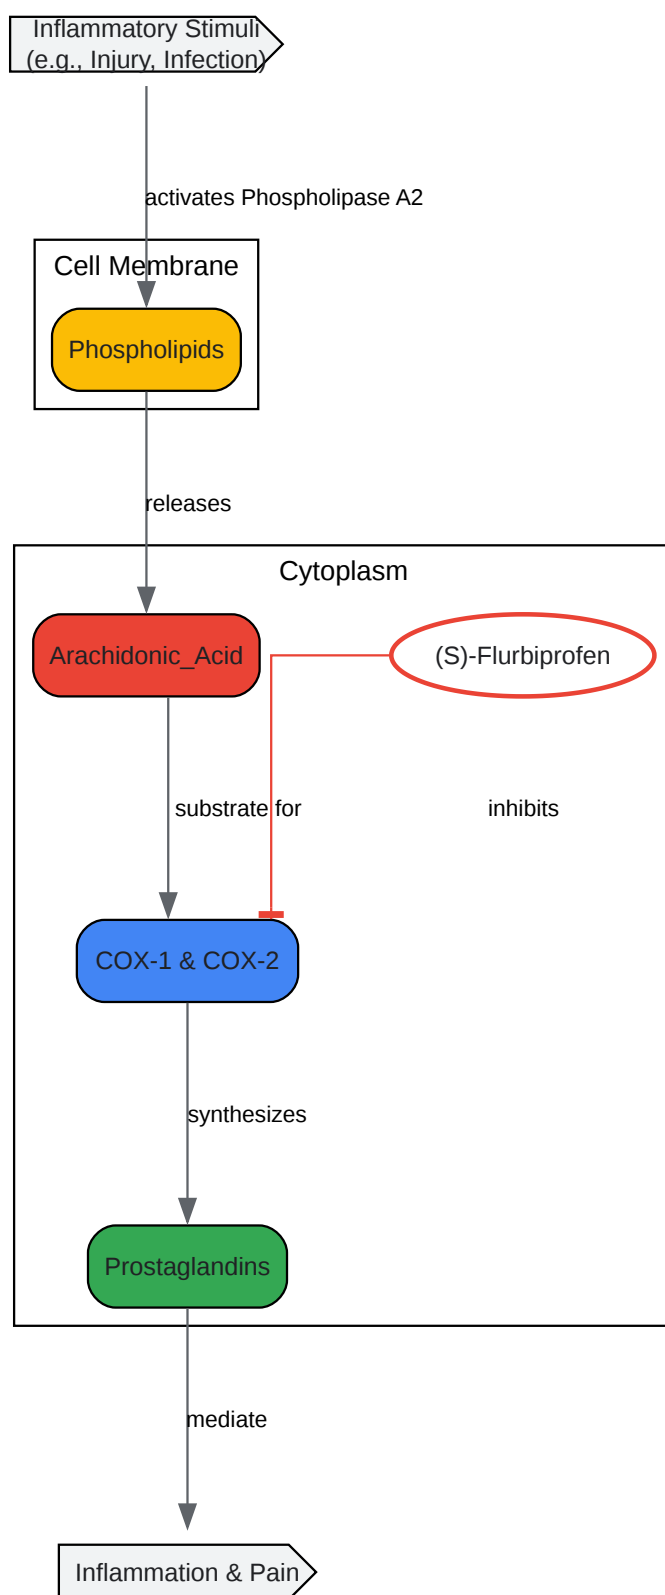 Inflammatory Stimuli
(e.g., Injury, Infection)
activates Phospholipase A2
Cell Membrane
Phospholipids
releases
Cytoplasm
Arachidonic_Acid
(S)-Flurbiprofen
substrate for
inhibits
COX-1 & COX-2
synthesizes
Prostaglandins
mediate
Inflammation & Pain